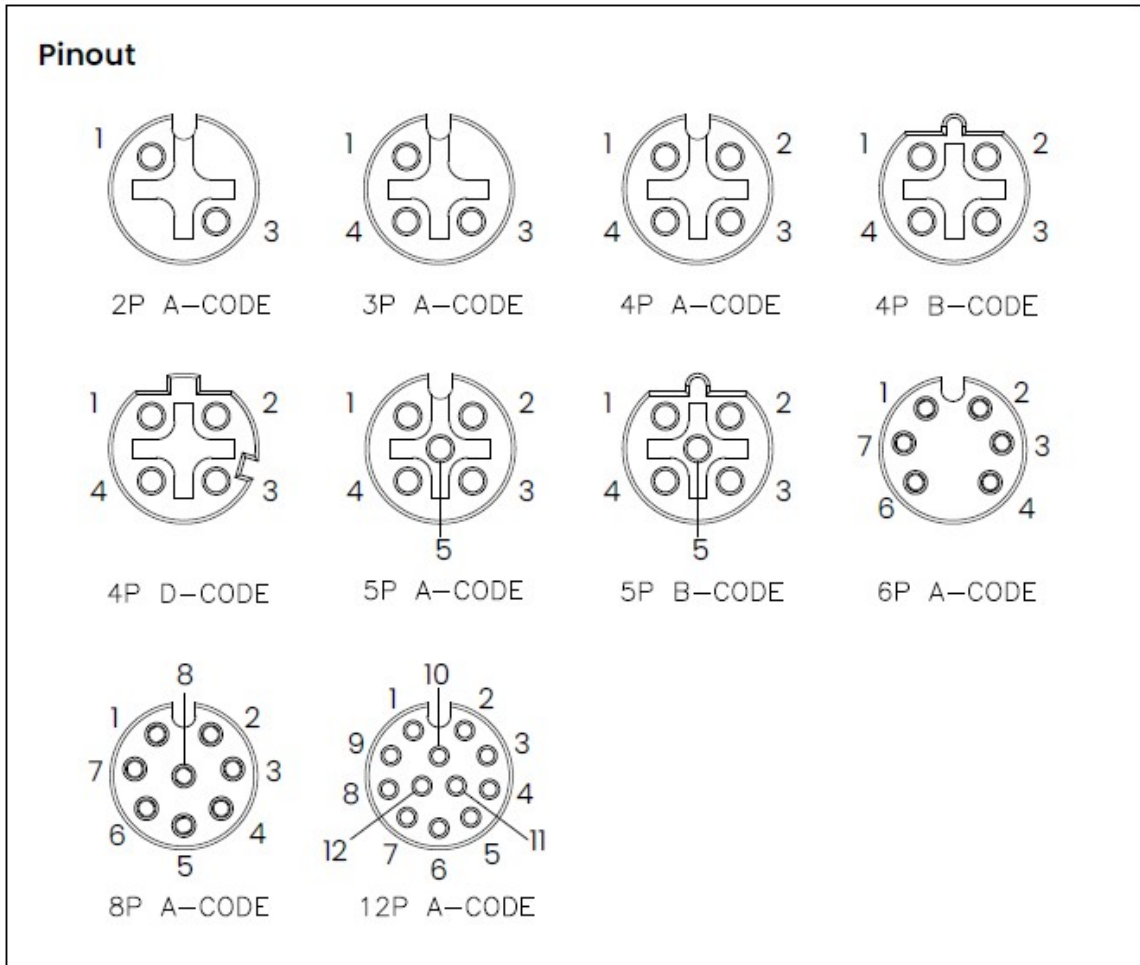 Pinout
1
3
2P A-CODE
1
4 3
3P A-CODE
1 2
4 3
4P A-CODE
1 2
4 3
4P B-CODE
1 2
4 3
4P D-CODE
1 2
4 3
5
5P A-CODE
1 2
4 3
5
5P B-CODE
1 2
7 3
6 4
6P A-CODE
8
1 2
7 3
6 4
5
8P A-CODE
10
1 2
9 3
8 4
12 7 6 5 11
12P A-CODE